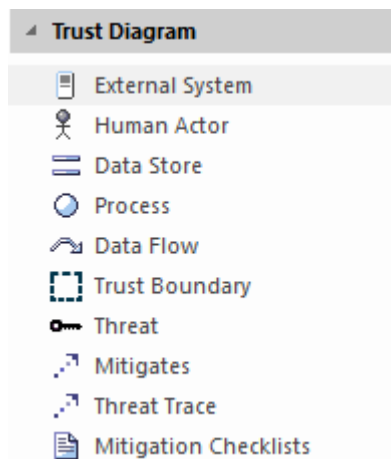 Trust Diagram
External System
Human Actor
Data Store
Process
Data Flow
Trust Boundary
Threat
Mitigates
Threat Trace
Mitigation Checklists